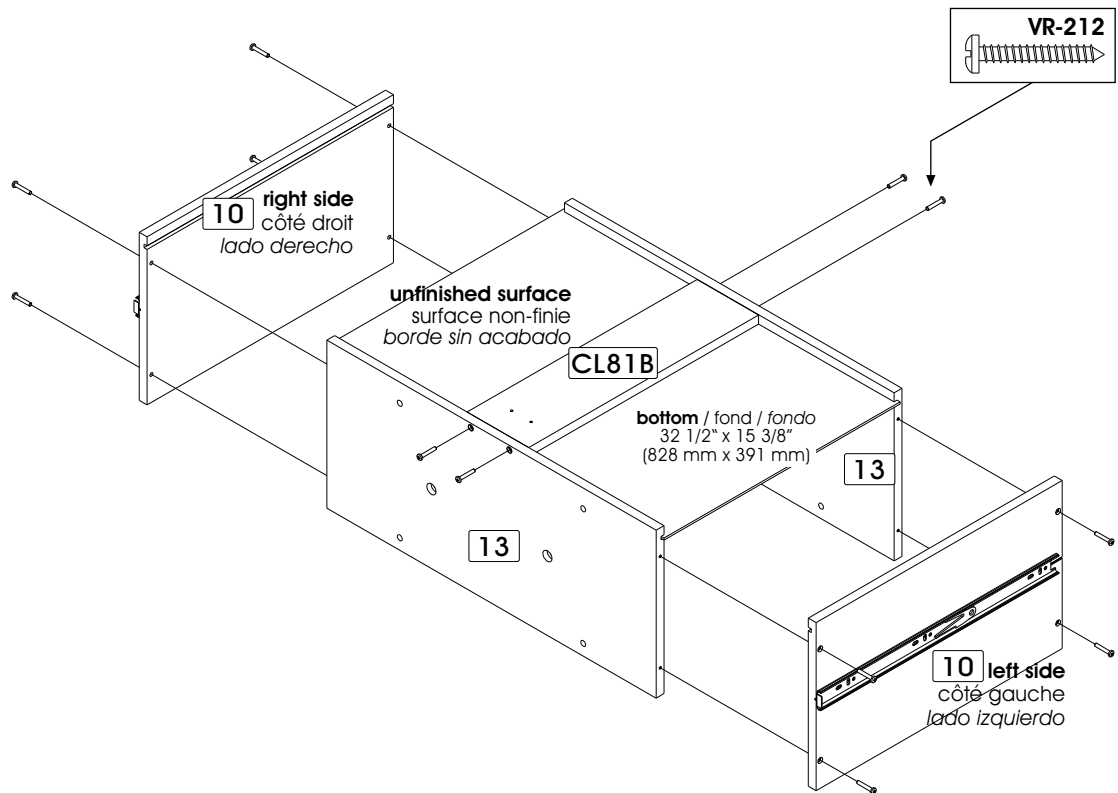 VR-212
10
right side
côté droit
lado derecho
unfinished surface
surface non-finie
borde sin acabado
CL81B
bottom / fond / fondo
32 1/2“ x 15 3/8”
(828 mm x 391 mm)
13
13
10 left side
côté gauche
lado izquierdo